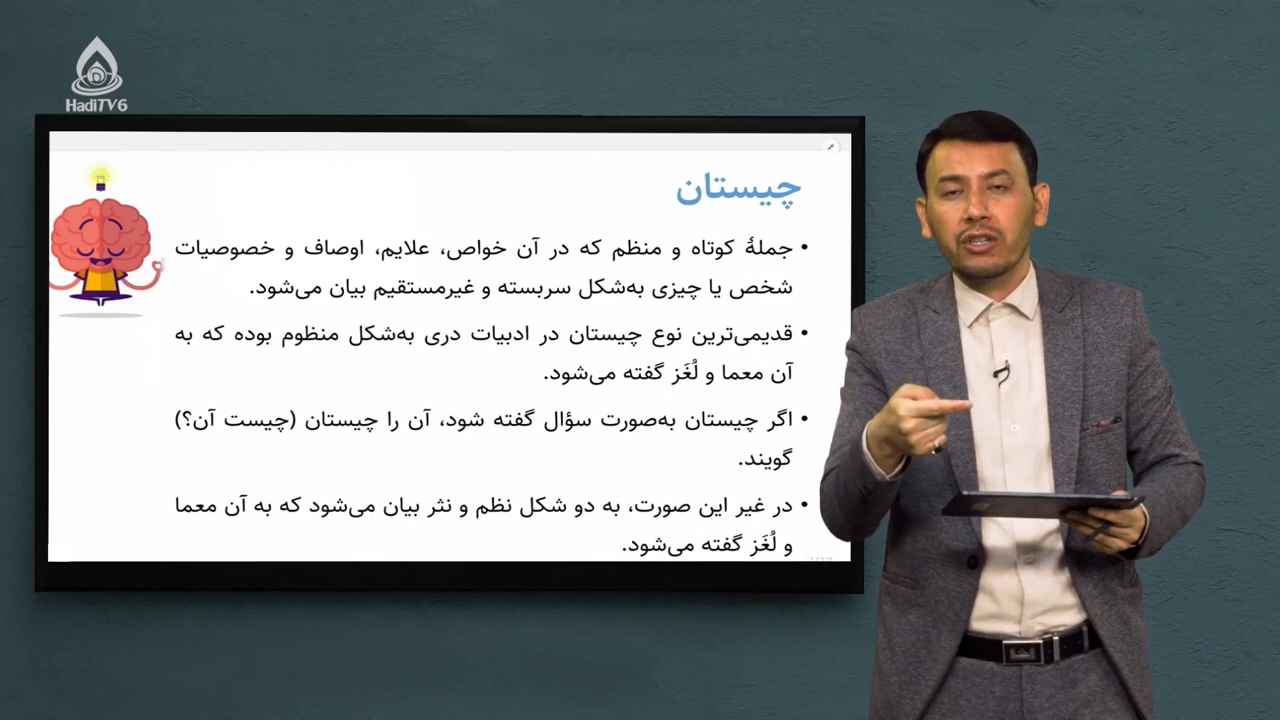 HadiTV6
چیستان
• جملهٔ کوتاه و منظم که در آن خواص، علایم، اوصاف و خصوصیات
شخص یا چیزی به‌شکل سربسته و غیرمستقیم بیان می‌شود.
• قدیمی‌ترین نوع چیستان در ادبیات دری به‌شکل منظوم بوده که به
آن معما و لُغَز گفته می‌شود.
• اگر چیستان به‌صورت سؤال گفته شود، آن را چیستان (چیست آن؟)
گویند.
• در غیر این صورت، به دو شکل نظم و نثر بیان می‌شود که به آن معما
و لُغَز گفته می‌شود.